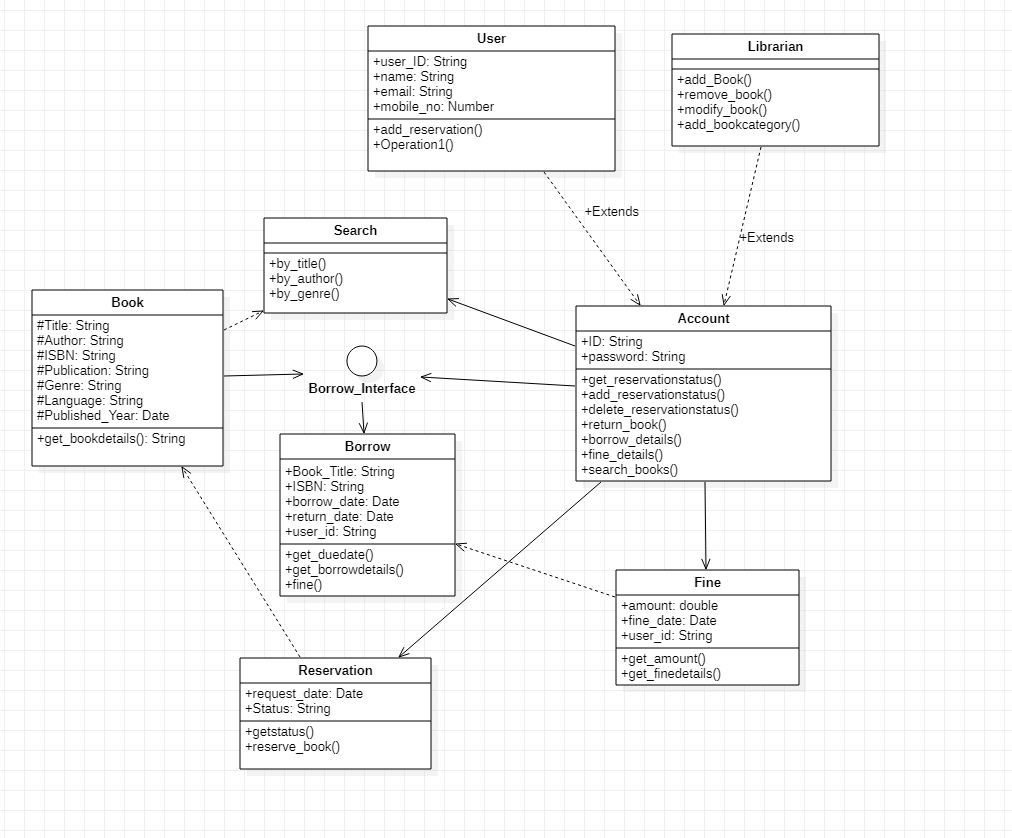 User
+user_ID: String
+name: String
+email: String
+mobile_no: Number
+add_reservation()
+Operation1()
Librarian
+add_Book()
+remove_book()
+modify_book()
+add_bookcategory()
+Extends
+Extends
Search
+by_title()
+by_author()
+by_genre()
Book
#Title: String
#Author: String
#ISBN: String
#Publication: String
#Genre: String
#Language: String
#Published_Year: Date
+get_bookdetails(): String
Borrow_Interface
Account
+ID: String
+password: String
+get_reservationstatus()
+add_reservationstatus()
+delete_reservationstatus()
+return_book()
+borrow_details()
+fine_details()
+search_books()
Borrow
+Book_Title: String
+ISBN: String
+borrow_date: Date
+return_date: Date
+user_id: String
+get_duedate()
+get_borrowdetails()
+fine()
Fine
+amount: double
+fine_date: Date
+user_id: String
+get_amount()
+get_finedetails()
Reservation
+request_date: Date
+Status: String
+getstatus()
+reserve_book()